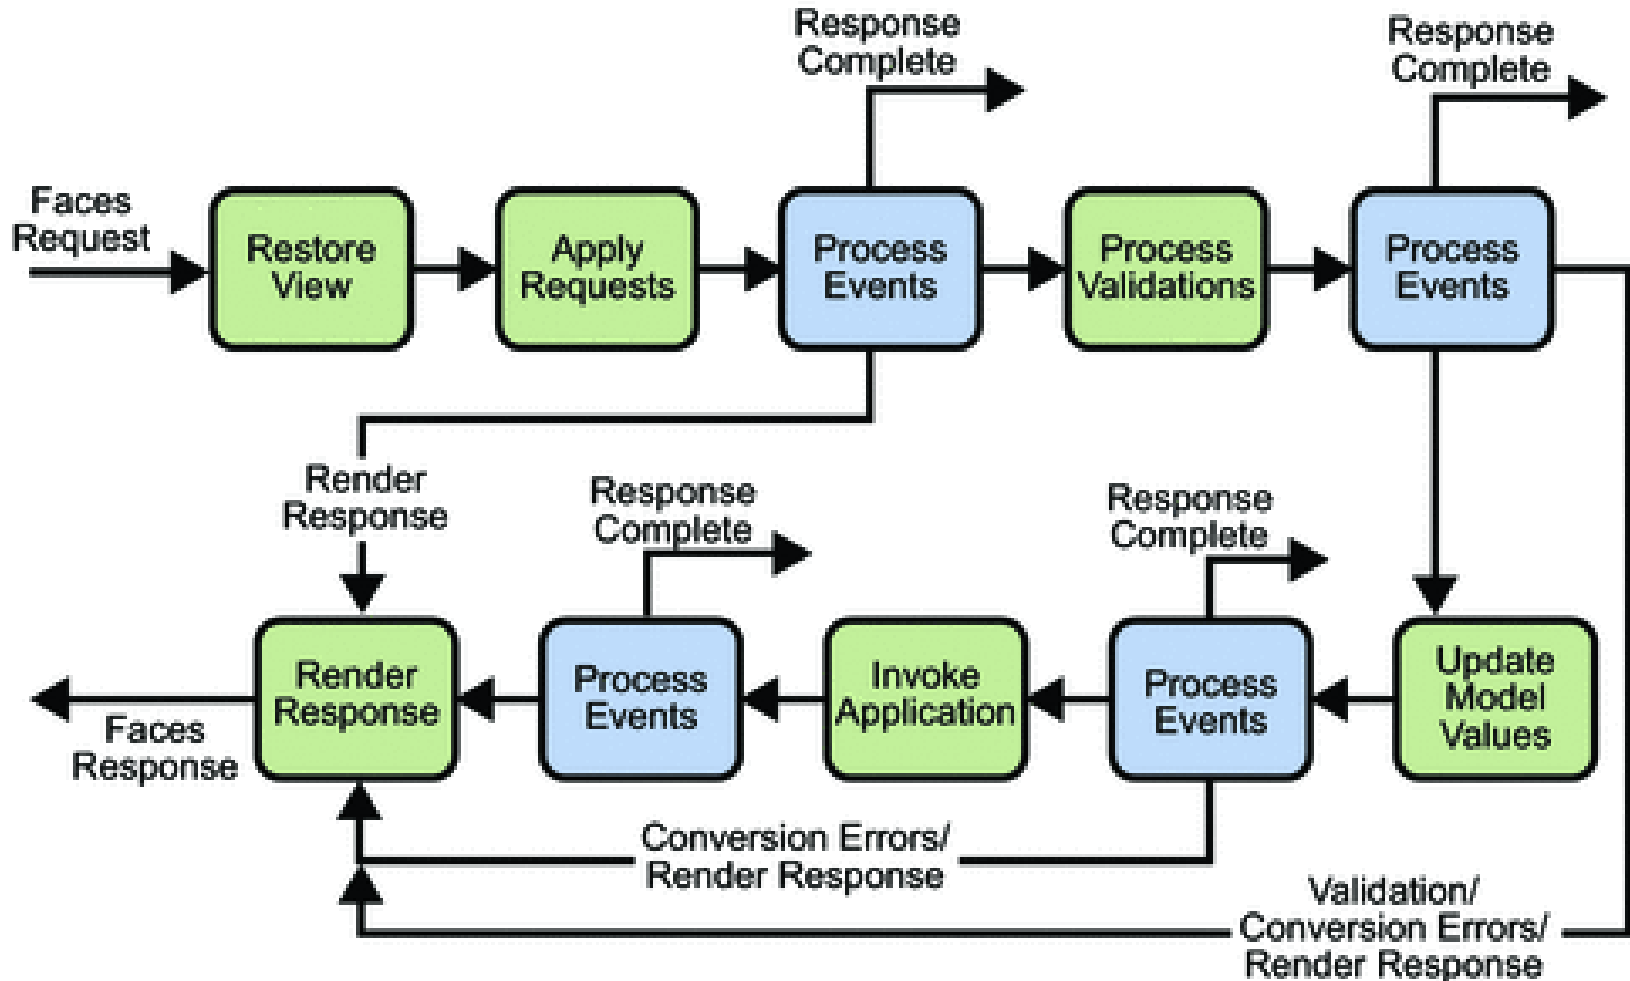 Response
Complete
Response
Complete
Faces
Request
Restore
View
Apply
Requests
Process
Events
Process
Validations
Process
Events
Render
Response
Response
Complete
Response
Complete
Render
Response
Process
Events
Invoke
Application
Process
Events
Update
Model
Values
Faces
Response
Conversion Errors/
Render Response
Validation/
Conversion Errors/
Render Response